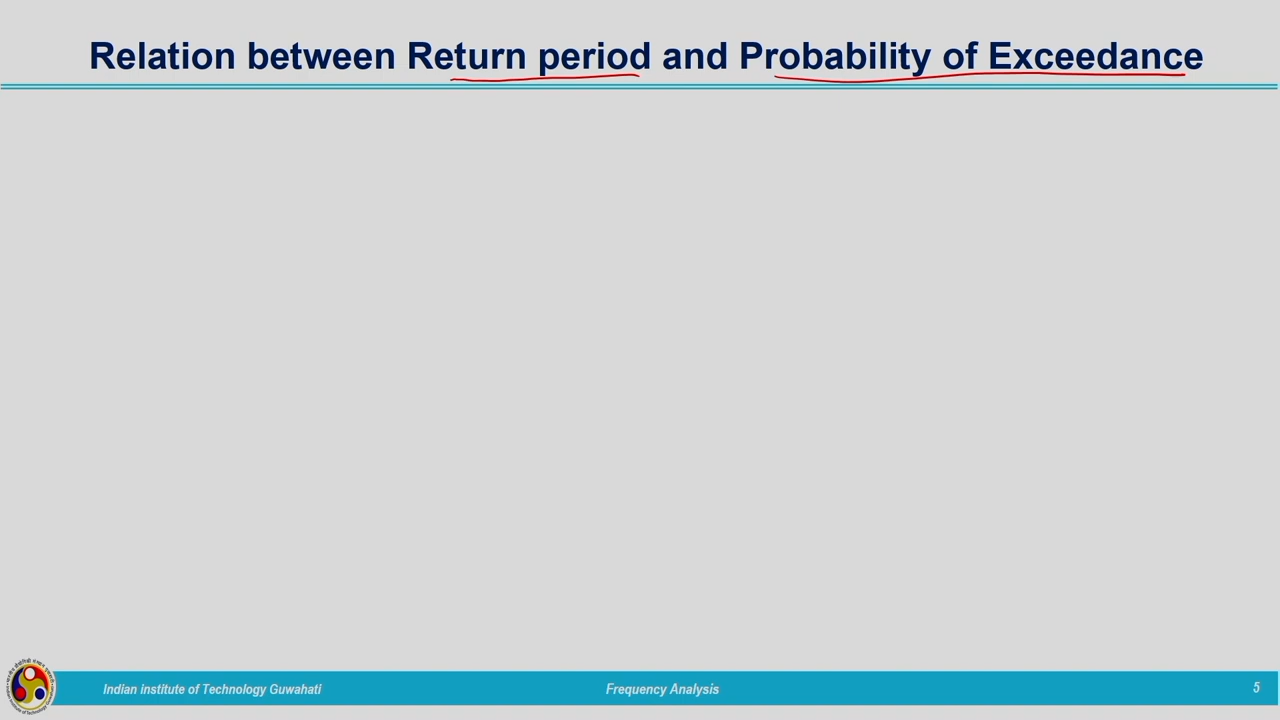 Relation between Return period and Probability of Exceedance
Indian institute of Technology Guwahati
Frequency Analysis
5